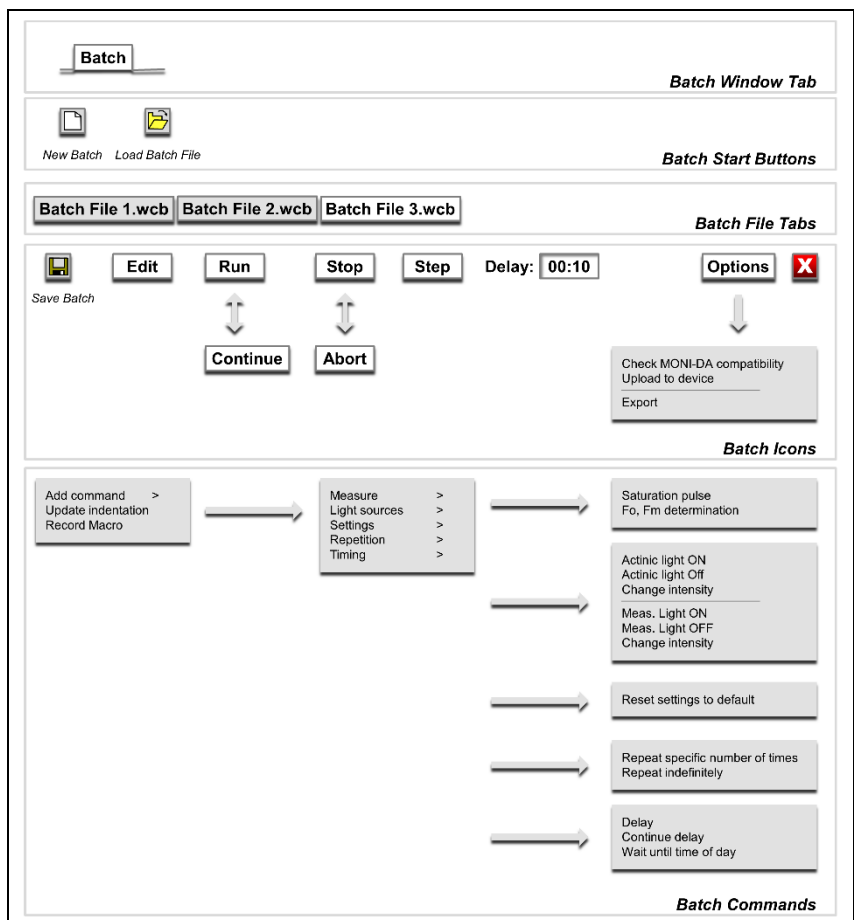 Batch
Batch Window Tab
New Batch Load Batch File
Batch Start Buttons
Batch File 1.wcb Batch File 2.wcb Batch File 3.wcb
Batch File Tabs
Edit Run Stop Step Delay: 00:10 Options X
Save Batch
Continue Abort
Check MONI-DA compatibility
Upload to device
Export
Batch Icons
Add command >
Update indentation
Record Macro
Measure >
Light sources >
Settings >
Repetition >
Timing >
Saturation pulse
Fo, Fm determination
Actinic light ON
Actinic light Off
Change intensity
Meas. Light ON
Meas. Light OFF
Change intensity
Reset settings to default
Repeat specific number of times
Repeat indefinitely
Delay
Continue delay
Wait until time of day
Batch Commands